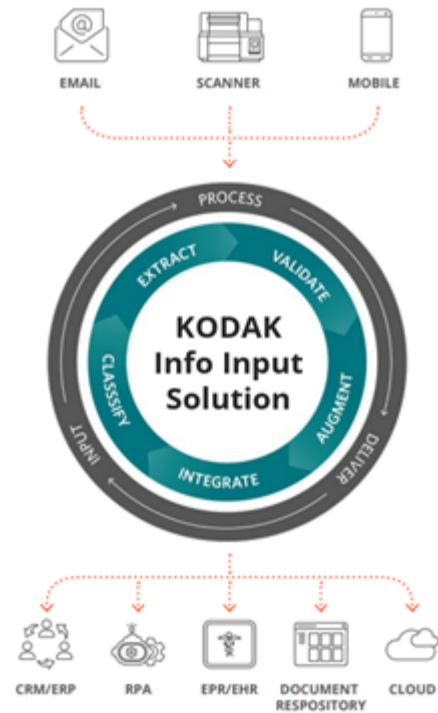 EMAIL
SCANNER
MOBILE
PROCESS
EXTRACT
VALIDATE
KODAK
Info Input
Solution
CLASSSIFY
AUGMENT
INPUT
INTEGRATE
DELIVER
CRM/ERP
RPA
EPR/EHR
DOCUMENT
RESPOSITORY
CLOUD